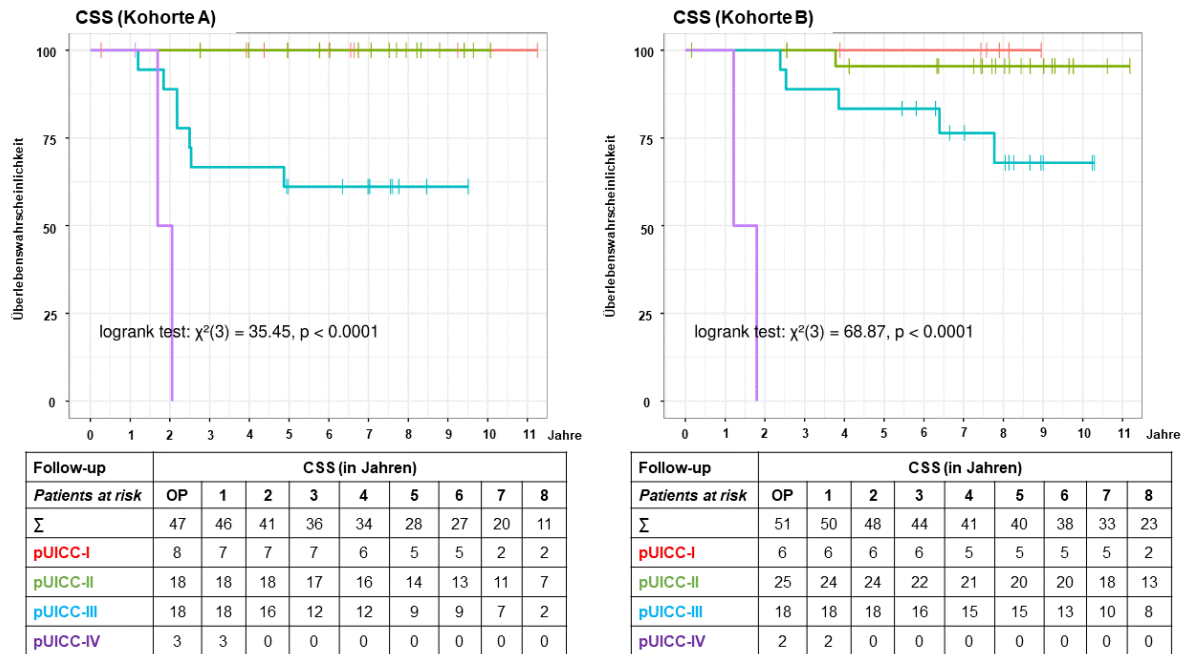 CSS (Kohorte A)
Überlebenswahrscheinlichkeit
100
75
50
25
0
logrank test: χ²(3) = 35.45, p < 0.0001
0 1 2 3 4 5 6 7 8 9 10 11 Jahre
Follow-up CSS (in Jahren)
Patients at risk OP 1 2 3 4 5 6 7 8
∑ 47 46 41 36 34 28 27 20 11
pUICC-I 8 7 7 7 6 5 5 2 2
pUICC-II 18 18 18 17 16 14 13 11 7
pUICC-III 18 18 16 12 12 9 9 7 2
pUICC-IV 3 3 0 0 0 0 0 0 0
CSS (Kohorte B)
Überlebenswahrscheinlichkeit
100
75
50
25
0
logrank test: χ²(3) = 68.87, p < 0.0001
0 1 2 3 4 5 6 7 8 9 10 11 Jahre
Follow-up CSS (in Jahren)
Patients at risk OP 1 2 3 4 5 6 7 8
∑ 51 50 48 44 41 40 38 33 23
pUICC-I 6 6 6 6 5 5 5 5 2
pUICC-II 25 24 24 22 21 20 20 18 13
pUICC-III 18 18 18 16 15 15 13 10 8
pUICC-IV 2 2 0 0 0 0 0 0 0